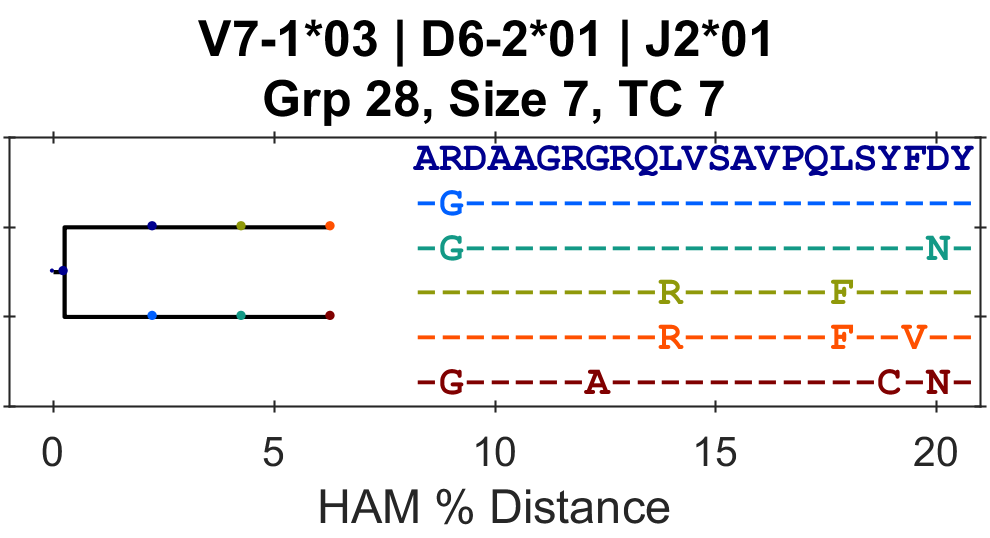 V7-1*03 | D6-2*01 | J2*01
Grp 28, Size 7, TC 7
ARDAAGRGRQLVSAVPQLSYFDY
-G---------------------
-G-------------------N-
----------R------F-----
----------R------F--V--
-G-----A-----------C-N-
0 5 10 15 20
HAM % Distance